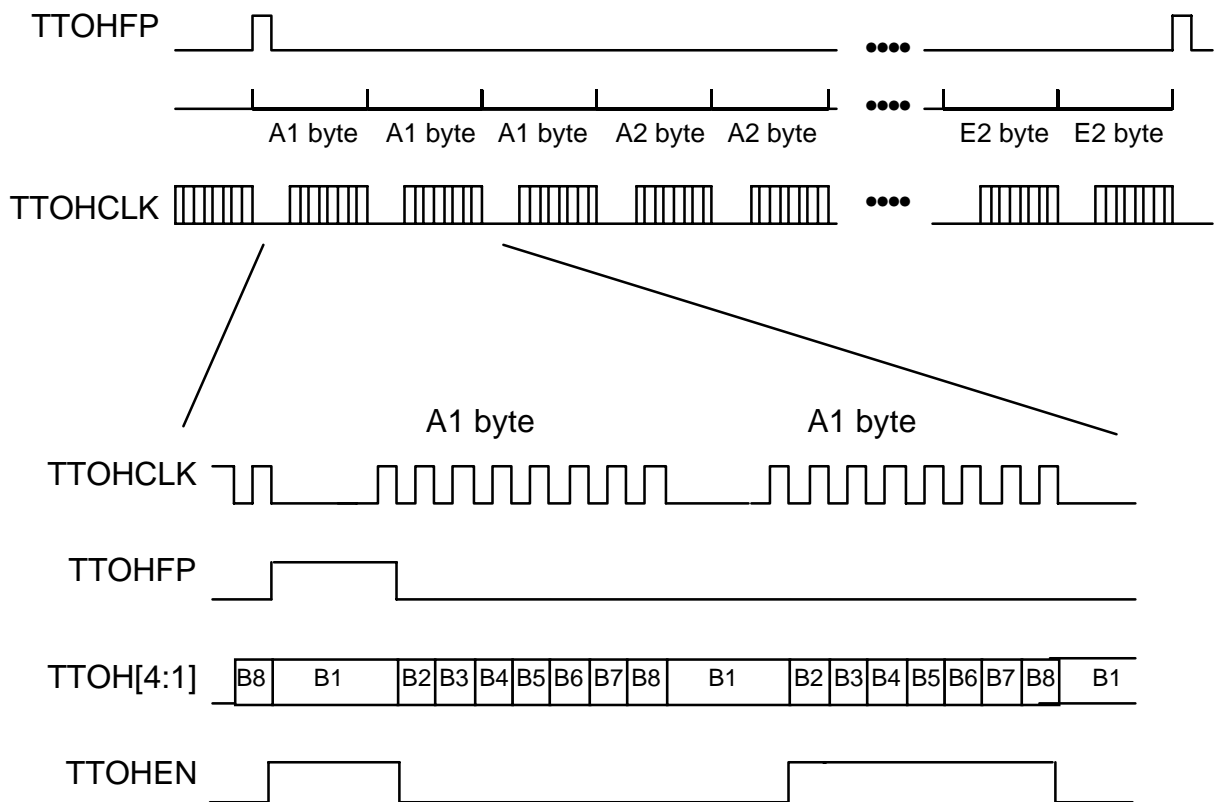 TTOHFP
A1 byte A1 byte A1 byte A2 byte A2 byte E2 byte E2 byte
TTOHCLK
A1 byte A1 byte
TTOHCLK
TTOHFP
TTOH[4:1] B8 B1 B2 B3 B4 B5 B6 B7 B8 B1 B2 B3 B4 B5 B6 B7 B8 B1
TTOHEN